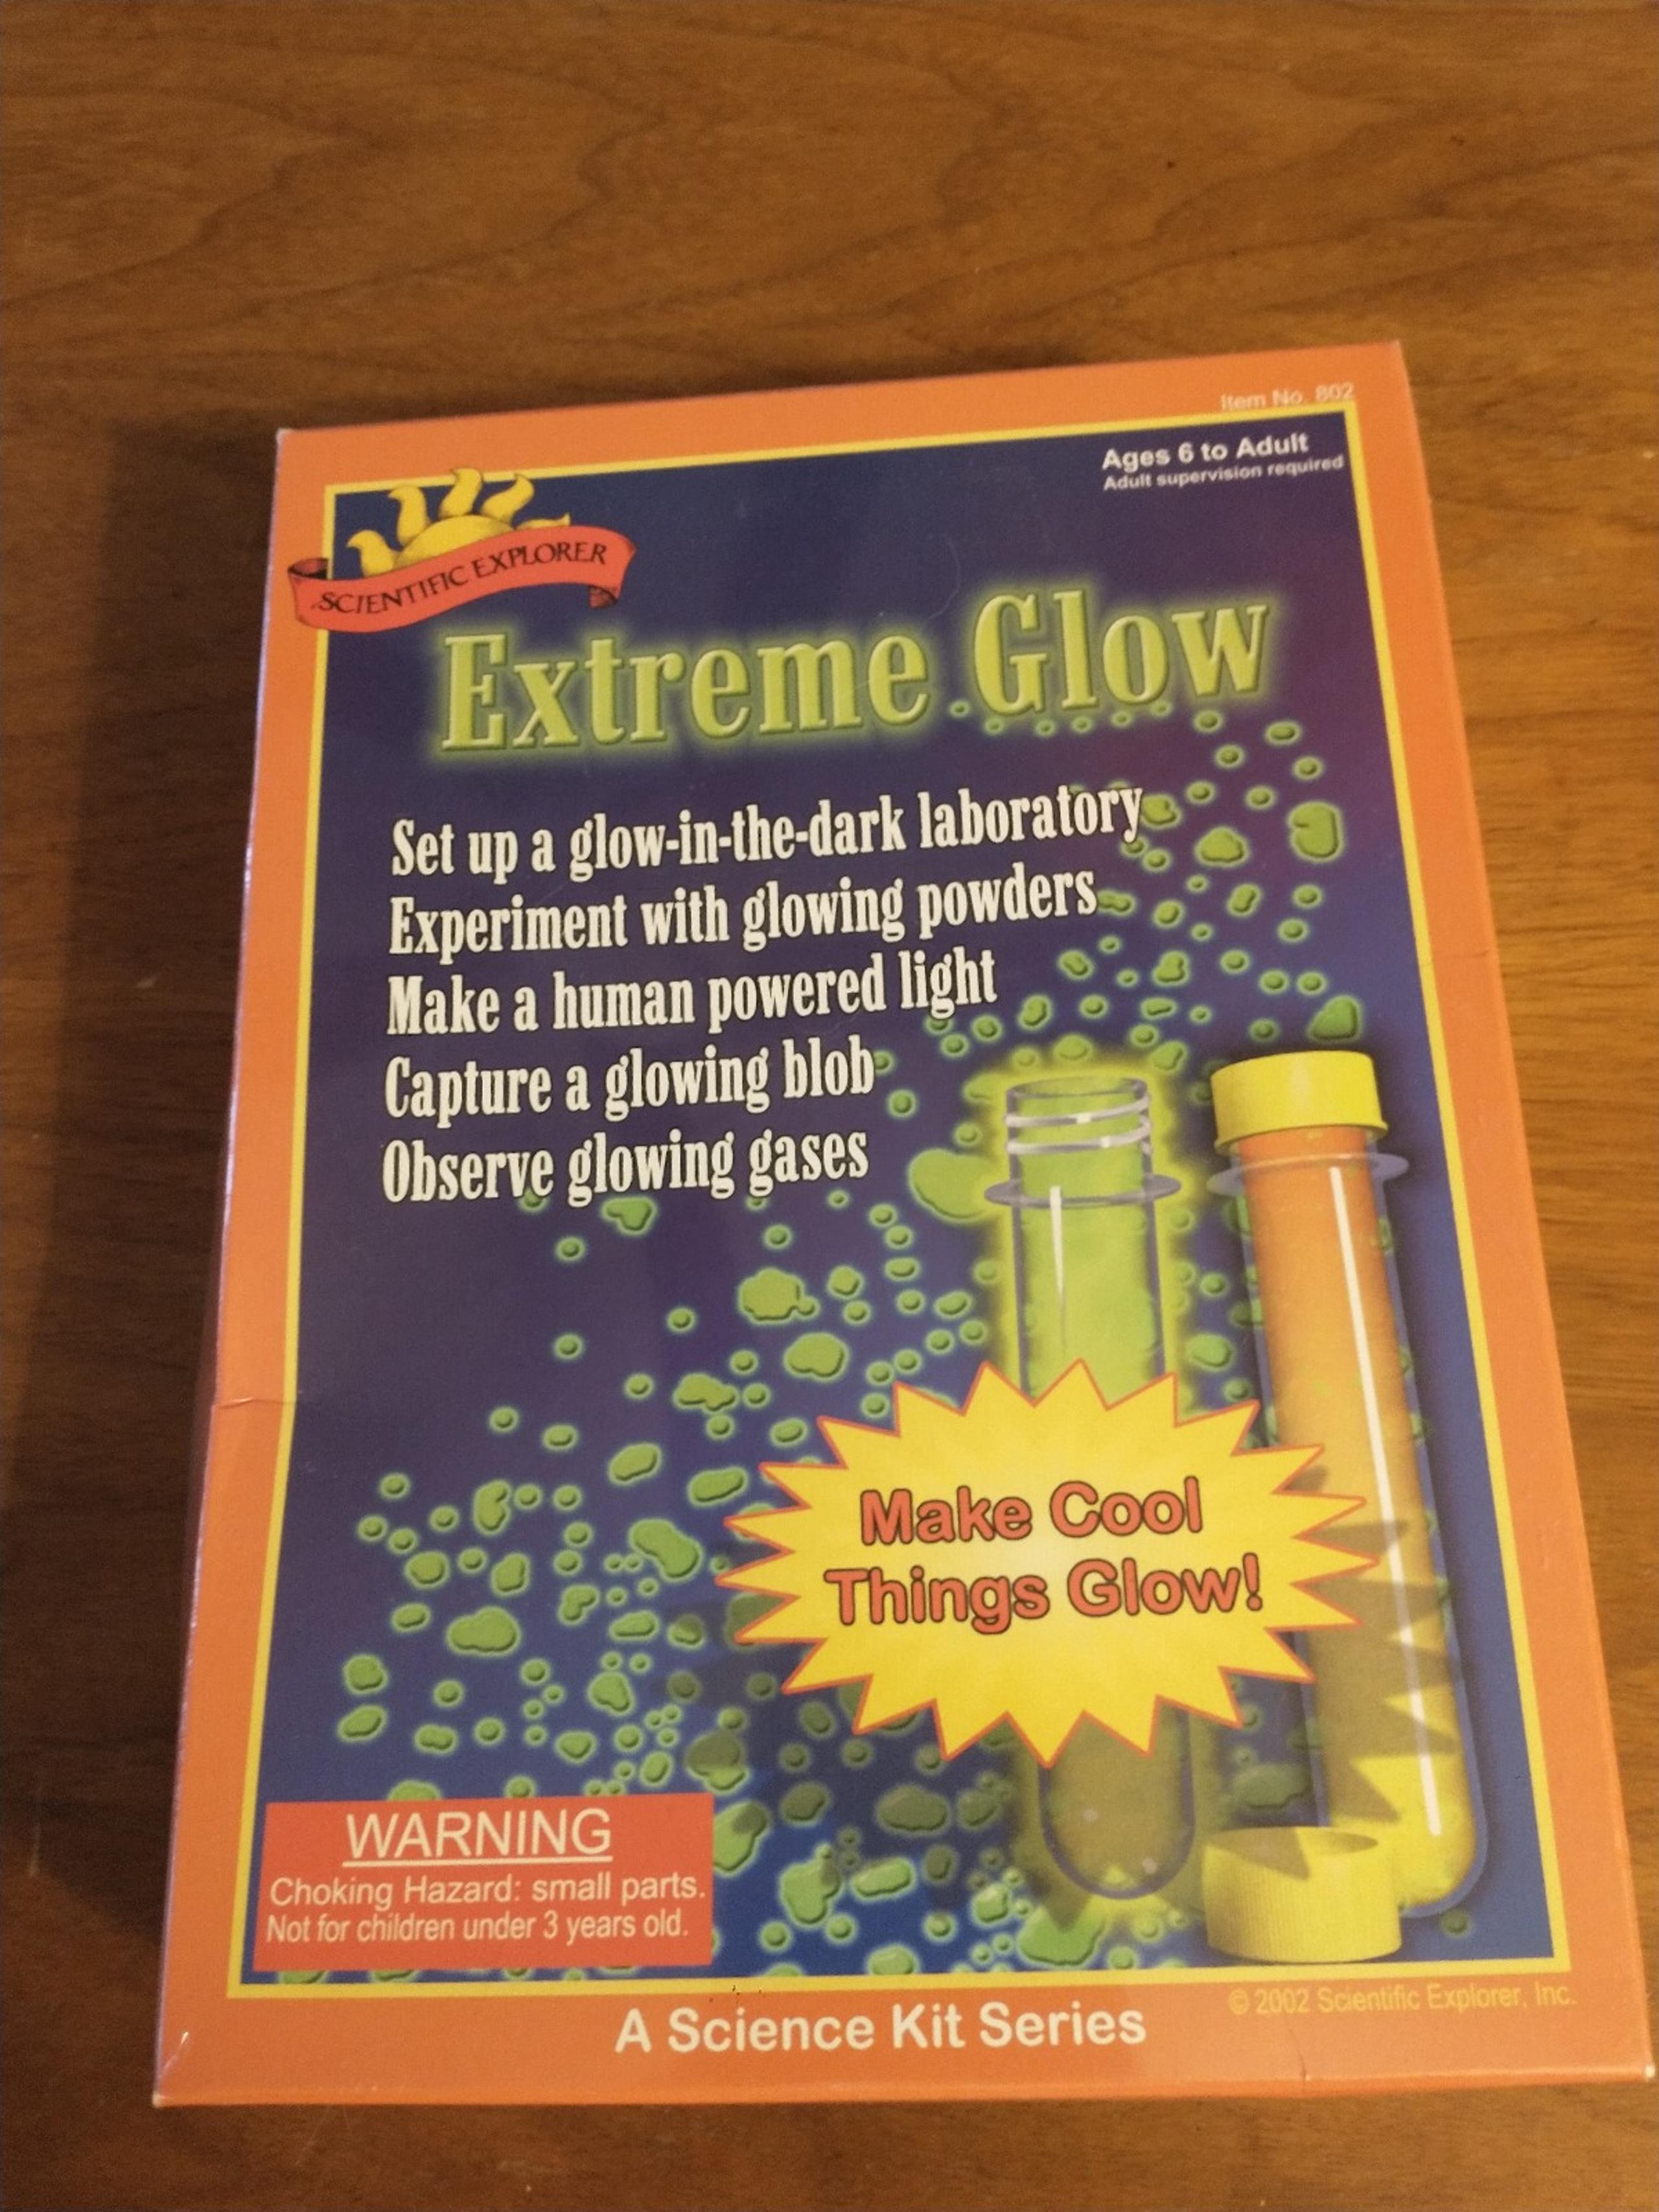 Item No. 802
Ages 6 to Adult
Adult supervision required
SCIENTIFIC EXPLORER
Extreme Glow
Set up a glow-in-the-dark laboratory
Experiment with glowing powders
Make a human powered light
Capture a glowing blob
Observe glowing gases
Make Cool
Things Glow!
WARNING
Choking Hazard: small parts.
Not for children under 3 years old.
© 2002 Scientific Explorer, Inc.
A Science Kit Series